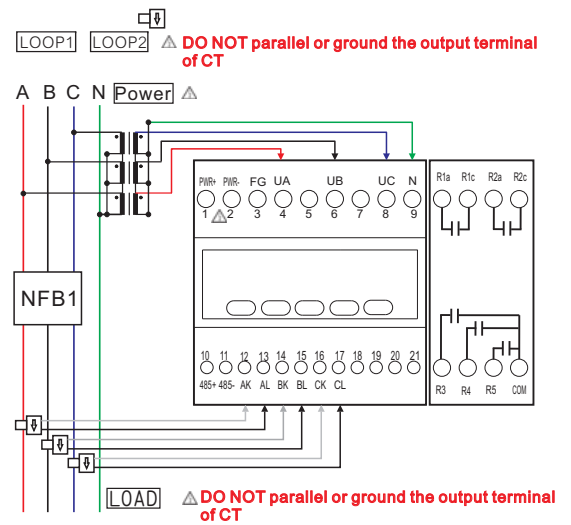 LOOP1 LOOP2 DO NOT parallel or ground the output terminal
of CT
A B C N Power
PWR+ PWR- FG UA UB UC N
1 2 3 4 5 6 7 8 9
R1a R1c R2a R2c
NFB1
10 11 12 13 14 15 16 17 18 19 20 21
485+ 485- AK AL BK BL CK CL
R3 R4 R5 COM
LOAD DO NOT parallel or ground the output terminal
of CT